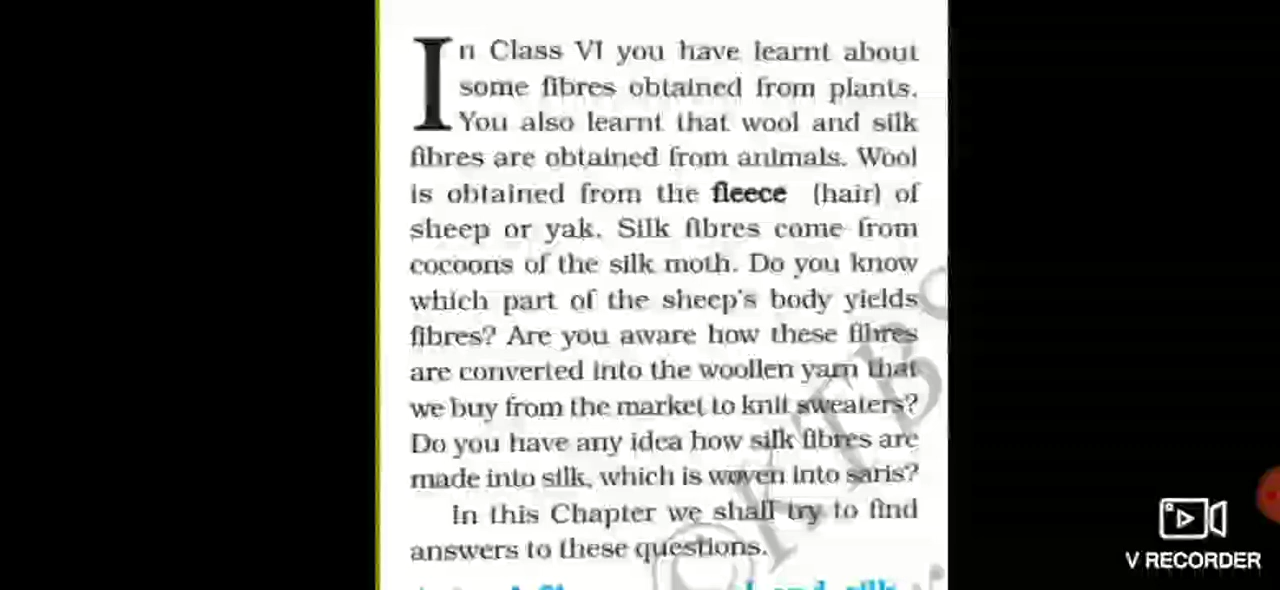 In Class VI you have learnt about
some fibres obtained from plants.
You also learnt that wool and silk
fibres are obtained from animals. Wool
is obtained from the fleece (hair) of
sheep or yak. Silk fibres come from
cocoons of the silk moth. Do you know
which part of the sheep's body yields
fibres? Are you aware how these fibres
are converted into the woollen yarn that
we buy from the market to knit sweaters?
Do you have any idea how silk fibres are
made into silk, which is woven into saris?
In this Chapter we shall try to find
answers to these questions.
©KTBS
V RECORDER